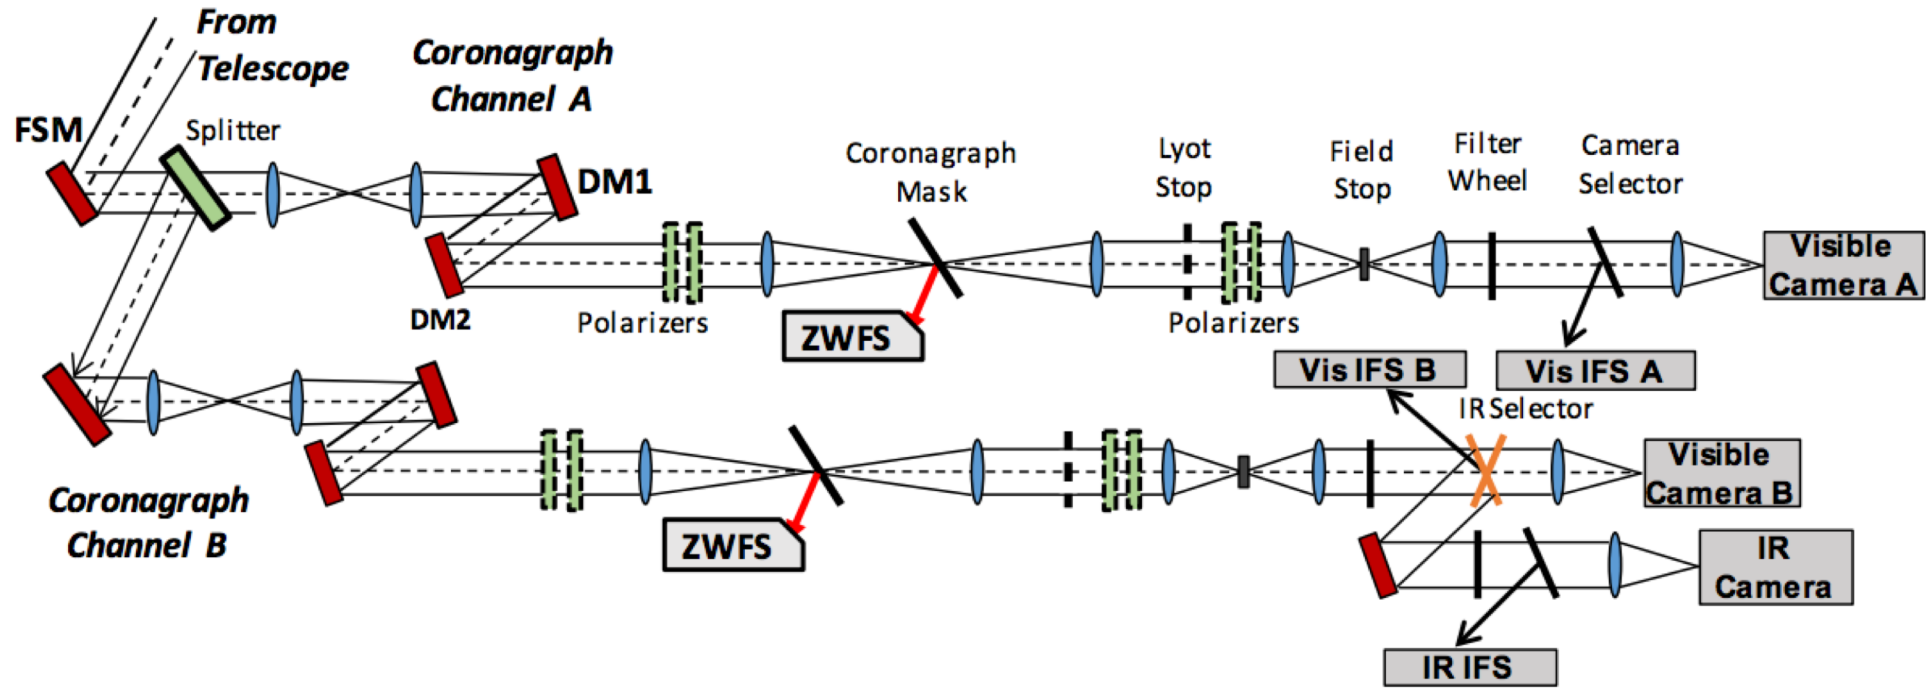 From
Telescope
Coronagraph
Channel A
FSM
Splitter
DM1
DM2
Polarizers
Coronagraph
Mask
ZWFS
Lyot
Stop
Polarizers
Field
Stop
Filter
Wheel
Camera
Selector
Visible
Camera A
Vis IFS B
Vis IFS A
IR Selector
Coronagraph
Channel B
ZWFS
Visible
Camera B
IR
Camera
IR IFS